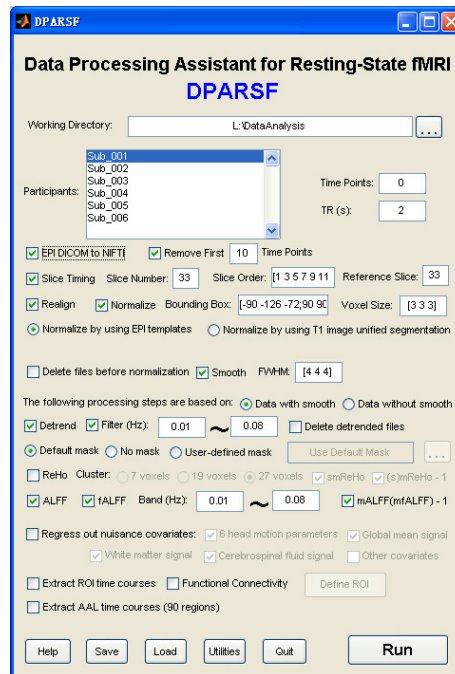 DPARSF
Data Processing Assistant for Resting-State fMRI
DPARSF
Working Directory: L:\DataAnalysis ...
Participants:
Sub_001
Sub_002
Sub_003
Sub_004
Sub_005
Sub_006
Time Points: 0
TR (s): 2
EPI DICOM to NIFTI Remove First 10 Time Points
Slice Timing Slice Number: 33 Slice Order: [1 3 5 7 9 11 Reference Slice: 33
Realign Normalize Bounding Box: [-90 -126 -72;90 90 Voxel Size: [3 3 3]
Normalize by using EPI templates Normalize by using T1 image unified segmentation
Delete files before normalization Smooth FWHM: [4 4 4]
The following processing steps are based on: Data with smooth Data without smooth
Detrend Filter (Hz): 0.01 ~ 0.08 Delete detrended files
Default mask No mask User-defined mask Use Default Mask ...
ReHo Cluster: 7 voxels 19 voxels 27 voxels smReHo (s)mReHo - 1
ALFF fALFF Band (Hz): 0.01 ~ 0.08 mALFF(mfALFF) - 1
Regress out nuisance covariates: 6 head motion parameters Global mean signal
White matter signal Cerebrospinal fluid signal Other covariates
Extract ROI time courses Functional Connectivity Define ROI
Extract AAL time courses (90 regions)
Help Save Load Utilities Quit Run